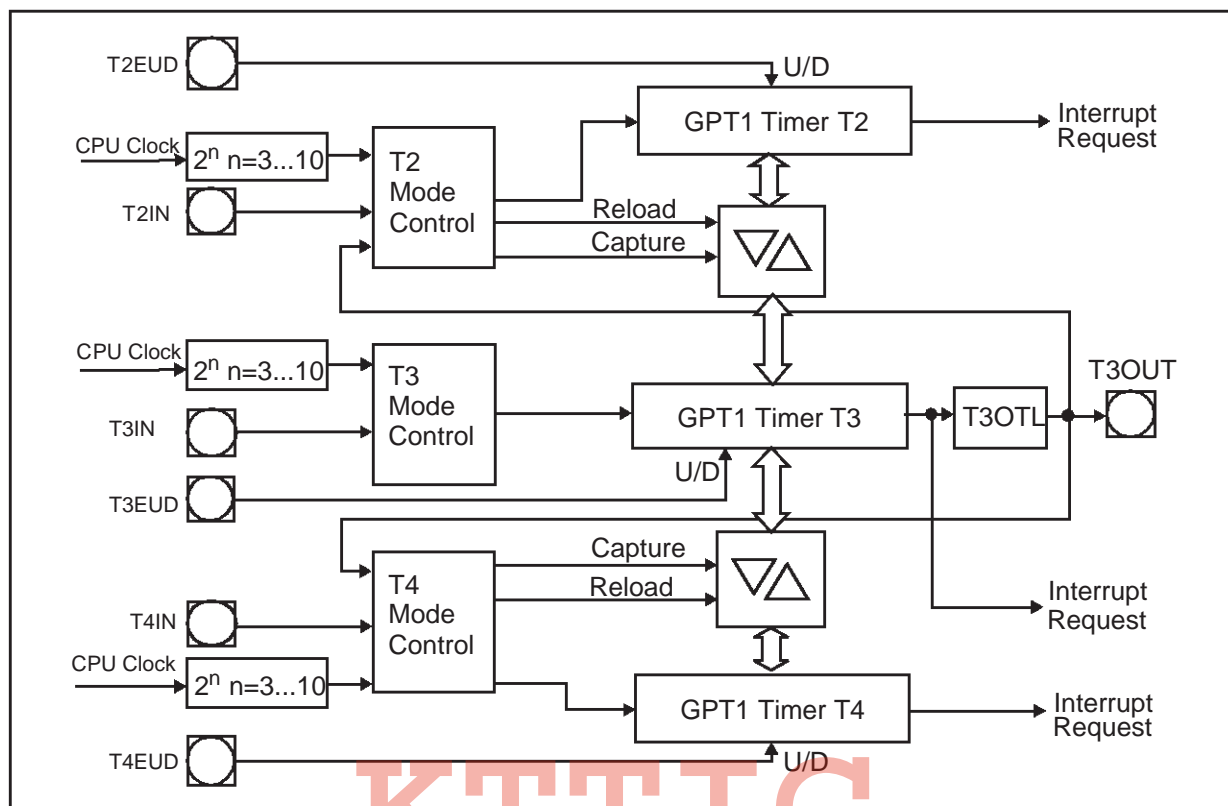 T2EUD
U/D
GPT1 Timer T2
Interrupt
Request
CPU Clock
2ⁿ n=3...10
T2
Mode
Control
T2IN
Reload
Capture
CPU Clock
2ⁿ n=3...10
T3
Mode
Control
T3OUT
GPT1 Timer T3
T3OTL
T3IN
U/D
T3EUD
Capture
T4
Mode
Control
Reload
Interrupt
Request
T4IN
CPU Clock
2ⁿ n=3...10
GPT1 Timer T4
Interrupt
Request
U/D
T4EUD